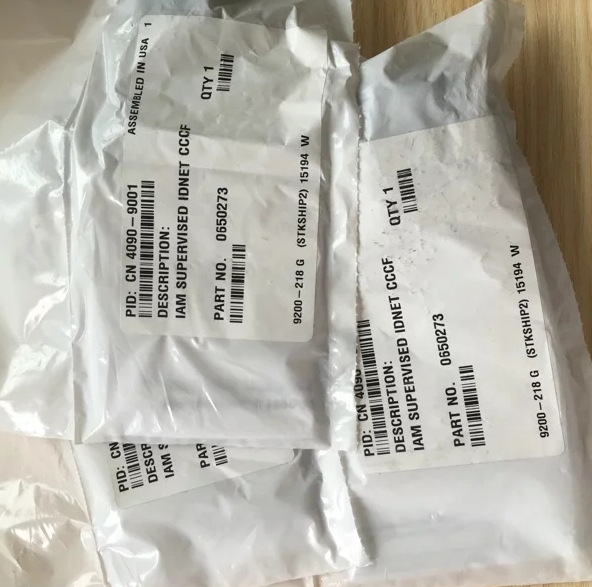 ASSEMBLED IN USA 1
PID: CN 4090-9001
QTY 1
DESCRIPTION:
IAM SUPERVISED IDNET CCCF
PART NO. 0650273
9200-218 G (STKSHIP2) 15194 W
PID: CN 4090-
QTY 1
DESCRIPTION:
IAM SUPERVISED IDNET CCCF
PART NO. 0650273
9200-218 G (STKSHIP2) 15194 W
PID: CN
DESCR
IAM S
PAR